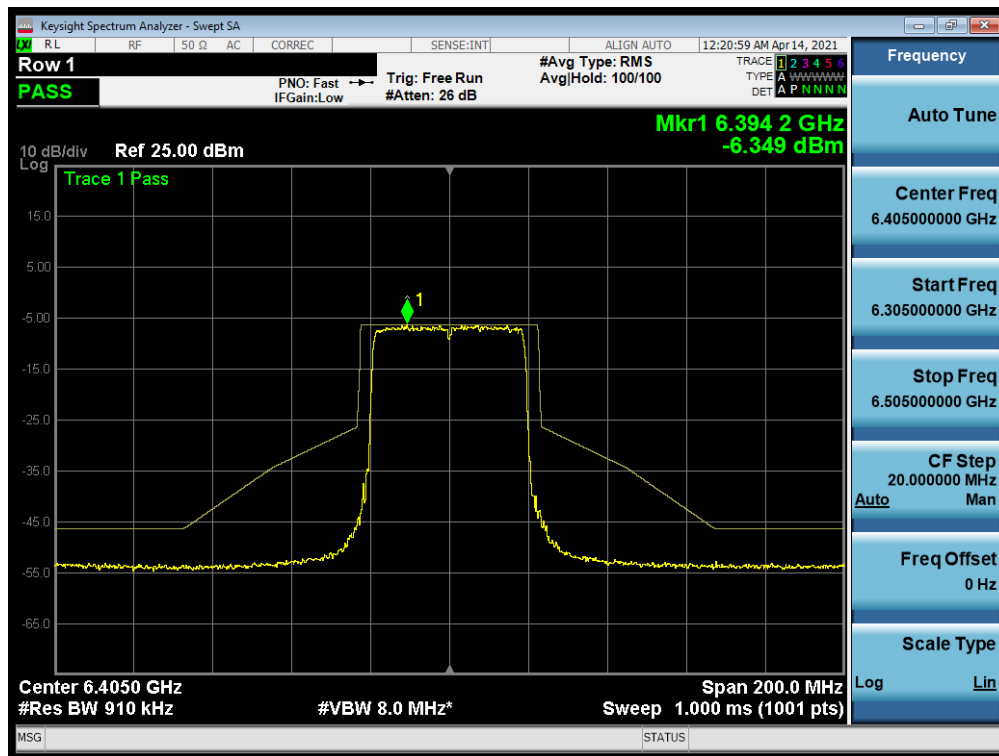 Keysight Spectrum Analyzer - Swept SA
LXI RL RF 50 Ω AC CORREC SENSE:INT ALIGN AUTO 12:20:59 AM Apr 14, 2021
Row 1
PASS
PNO: Fast
IFGain:Low
Trig: Free Run
#Atten: 26 dB
#Avg Type: RMS
Avg|Hold: 100/100
TRACE 1 2 3 4 5 6
TYPE A WWWWW
DET A P N N N N
Mkr1 6.394 2 GHz
-6.349 dBm
10 dB/div Ref 25.00 dBm
Log
Trace 1 Pass
1
15.0
5.00
-5.00
-15.0
-25.0
-35.0
-45.0
-55.0
-65.0
Center 6.4050 GHz Span 200.0 MHz
#Res BW 910 kHz #VBW 8.0 MHz* Sweep 1.000 ms (1001 pts)
MSG STATUS
Frequency
Auto Tune
Center Freq
6.405000000 GHz
Start Freq
6.305000000 GHz
Stop Freq
6.505000000 GHz
CF Step
20.000000 MHz
Auto Man
Freq Offset
0 Hz
Scale Type
Log Lin